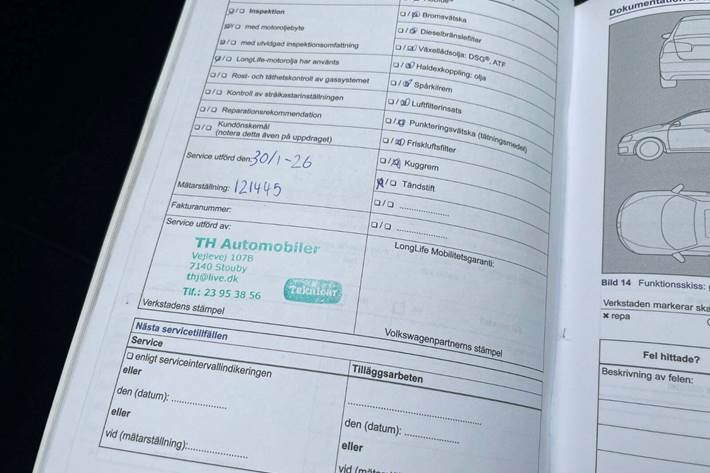 ❑ / ❑ Inspektion
❑ / ❑ med motoroljebyte
❑ / ❑ med utvidgad inspektionsomfattning
❑ / ❑ LongLife-motorolja har använts
❑ / ❑ Rost- och täthetskontroll av gassystemet
❑ / ❑ Kontroll av strålkastarinställningen
❑ / ❑ Reparationsrekommendation
❑ / ❑ Kundönskemål
(notera detta även på uppdraget)
Service utförd den: 30/1-26
Mätarställning: 121445
Fakturanummer:
Service utförd av:
TH Automobiler
Vejlevej 107B
7140 Stouby
thj@live.dk
Tlf.: 23 95 38 56
Teknicar
Verkstadens stämpel
❑ / ❑ Bromsvätska
❑ / ❑ Dieselbränslefilter
❑ / ❑ Växellådsolja: DSG®, ATF
❑ / ❑ Haldexkoppling: olja
❑ / ❑ Spårkilrem
❑ / ❑ Luftfilterinsats
❑ / ❑ Punkteringsvätska (tätningsmedel)
❑ / ❑ Friskluftsfilter
❑ / ❑ Kuggrem
❑ / ❑ Tändstift
❑ / ❑ ..............
❑ / ❑ ..............
LongLife Mobilitetsgaranti:
Volkswagenpartnerns stämpel
Nästa servicetillfällen
Service
❑ enligt serviceintervallindikeringen
eller
den (datum): ..............
eller
vid (mätarställning): ..............
Tilläggsarbeten
..............
den (datum): ..............
eller
vid
Bild 14 Funktionsskiss:
Verkstaden markerar
× repa
Fel hittade?
Beskrivning av felen: